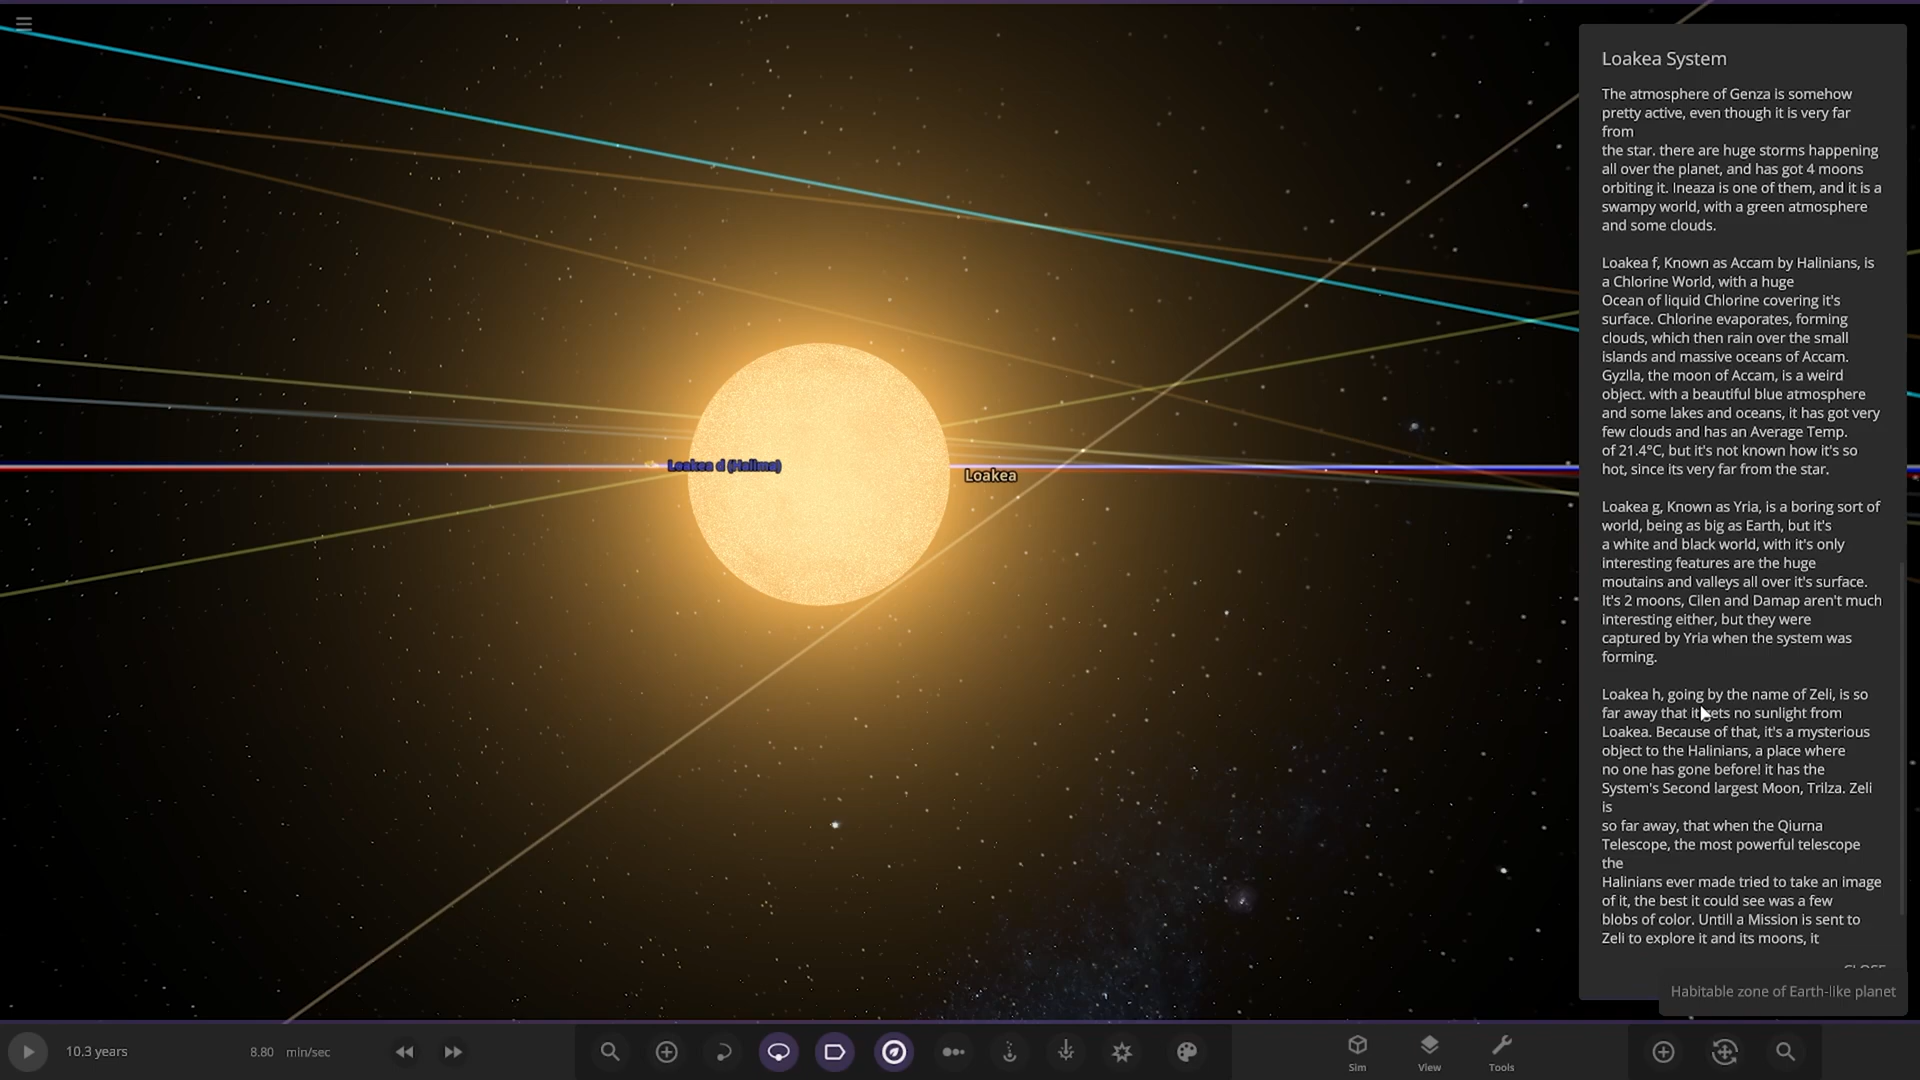 Loakea System
The atmosphere of Genza is somehow
pretty active, even though it is very far
from
the star. there are huge storms happening
all over the planet, and has got 4 moons
orbiting it. Ineaza is one of them, and it is a
swampy world, with a green atmosphere
and some clouds.
Loakea f, Known as Accam by Halinians, is
a Chlorine World, with a huge
Ocean of liquid Chlorine covering it's
surface. Chlorine evaporates, forming
clouds, which then rain over the small
islands and massive oceans of Accam.
Gyzlla, the moon of Accam, is a weird
object. with a beautiful blue atmosphere
and some lakes and oceans, it has got very
few clouds and has an Average Temp.
of 21.4°C, but it's not known how it's so
hot, since its very far from the star.
Loakea g, Known as Yria, is a boring sort of
world, being as big as Earth, but it's
a white and black world, with it's only
interesting features are the huge
moutains and valleys all over it's surface.
It's 2 moons, Cilen and Damap aren't much
interesting either, but they were
captured by Yria when the system was
forming.
Loakea h, going by the name of Zeli, is so
far away that it gets no sunlight from
Loakea. Because of that, it's a mysterious
object to the Halinians, a place where
no one has gone before! it has the
System's Second largest Moon, Trilza. Zeli
is
so far away, that when the Qiurna
Telescope, the most powerful telescope
the
Halinians ever made tried to take an image
of it, the best it could see was a few
blobs of color. Untill a Mission is sent to
Zeli to explore it and its moons, it
CLOSE
Habitable zone of Earth-like planet
Loakea d (Halima)
Loakea
10.3 years
8.80 min/sec
Sim
View
Tools